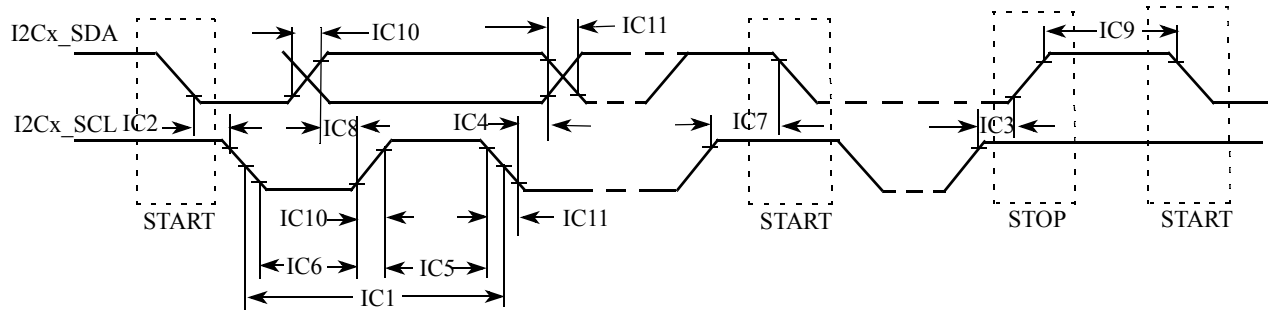 I2Cx_SDA IC10 IC11 IC9
I2Cx_SCL IC2 IC8 IC4 IC7 IC3
START IC10 IC11 START STOP START
IC6 IC5
IC1